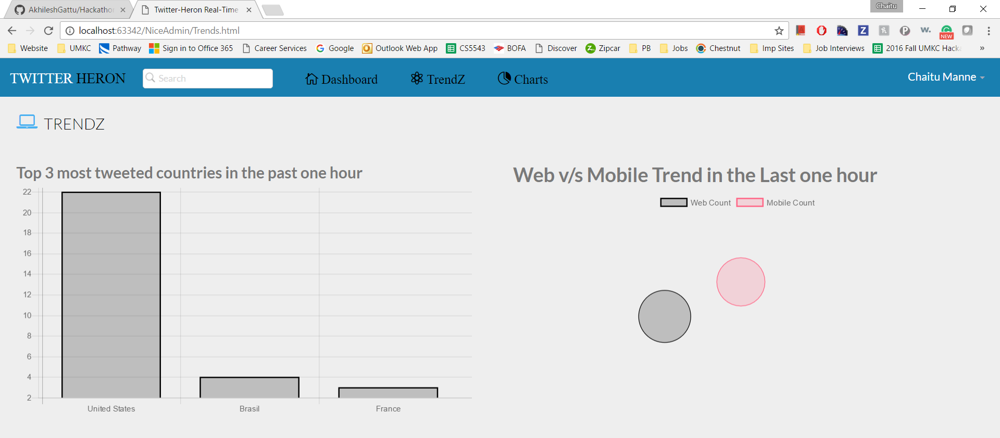 AkhileshGattu/Hackatho
Twitter-Heron Real-Time
Chaitu
localhost:63342/NiceAdmin/Trends.html
NEW
Website UMKC Pathway Sign in to Office 365 Career Services Google Outlook Web App CS5543 BOFA Discover Zipcar PB Jobs Chestnut Imp Sites Job Interviews 2016 Fall UMKC Hacka »
TWITTER HERON Search Dashboard TrendZ Charts Chaitu Manne
TRENDZ
Top 3 most tweeted countries in the past one hour
22
20
18
16
14
12
10
8
6
4
2
United States Brasil France
Web v/s Mobile Trend in the Last one hour
Web Count Mobile Count